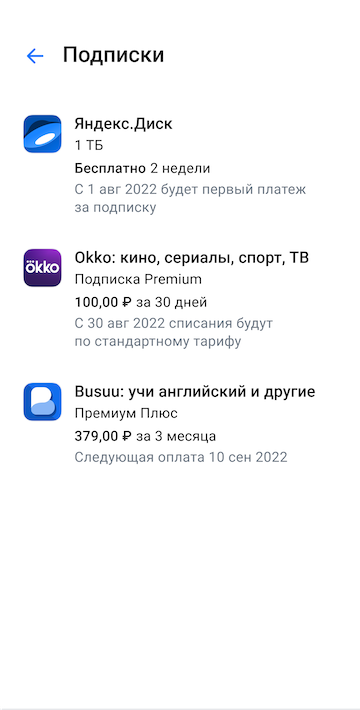 Подписки
Яндекс.Диск
1 ТБ
Бесплатно 2 недели
С 1 авг 2022 будет первый платеж
за подписку
ökko
Okko: кино, сериалы, спорт, ТВ
Подписка Premium
100,00 ₽ за 30 дней
С 30 авг 2022 списания будут
по стандартному тарифу
Busuu: учи английский и другие
Премиум Плюс
379,00 ₽ за 3 месяца
Следующая оплата 10 сен 2022